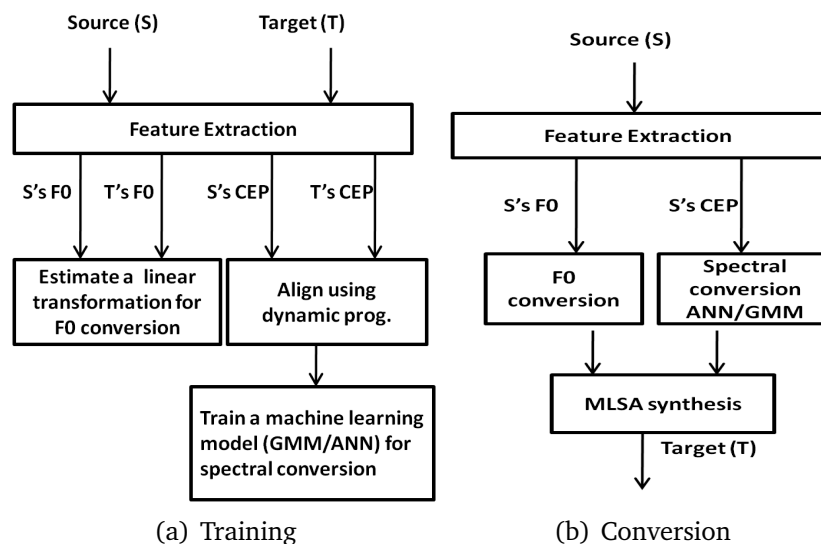 Source (S)
Target (T)
Feature Extraction
S's F0
T's F0
S's CEP
T's CEP
Estimate a linear
transformation for
F0 conversion
Align using
dynamic prog.
Train a machine learning
model (GMM/ANN) for
spectral conversion
(a) Training
Source (S)
Feature Extraction
S's F0
S's CEP
F0
conversion
Spectral
conversion
ANN/GMM
MLSA synthesis
Target (T)
(b) Conversion